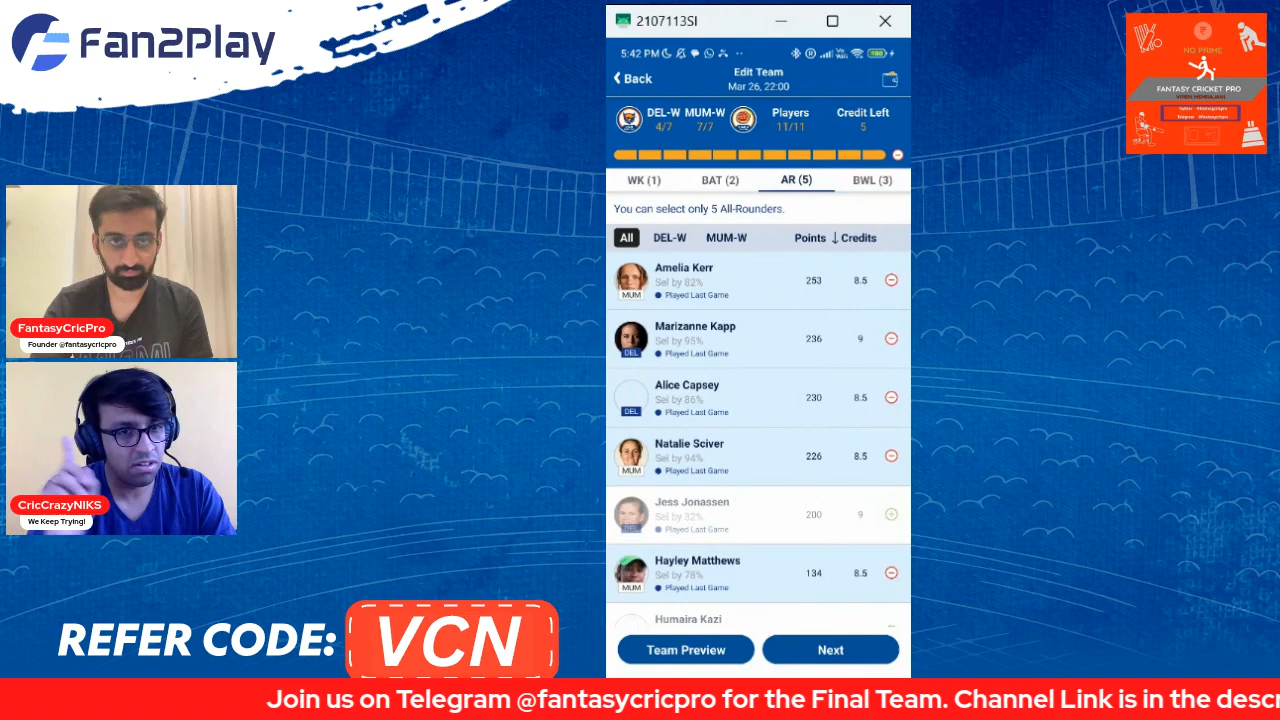 Fan2Play
2107113SI
NO PRIME
FANTASY CRICKET PRO
VIREN HEMRAJANI
5:42 PM
Back
Edit Team
Mar 26, 22:00
DEL-W
MUM-W
Players
Credit Left
4/7
7/7
11/11
5
WK (1)
BAT (2)
AR (5)
BWL (3)
You can select only 5 All-Rounders.
All
DEL-W
MUM-W
Points
Credits
Amelia Kerr
Sel by 82%
Played Last Game
253
8.5
MUM
Marizanne Kapp
Sel by 95%
Played Last Game
236
9
DEL
Alice Capsey
Sel by 86%
Played Last Game
230
8.5
DEL
Natalie Sciver
Sel by 94%
Played Last Game
226
8.5
MUM
Jess Jonassen
Sel by 32%
Played Last Game
200
9
DEL
Hayley Matthews
Sel by 78%
Played Last Game
134
8.5
MUM
Humaira Kazi
Team Preview
Next
FantasyCricPro
Founder @fantasycricpro
CricCrazyNIKS
We Keep Trying!
REFER CODE:
VCN
Join us on Telegram @fantasycricpro for the Final Team. Channel Link is in the descr